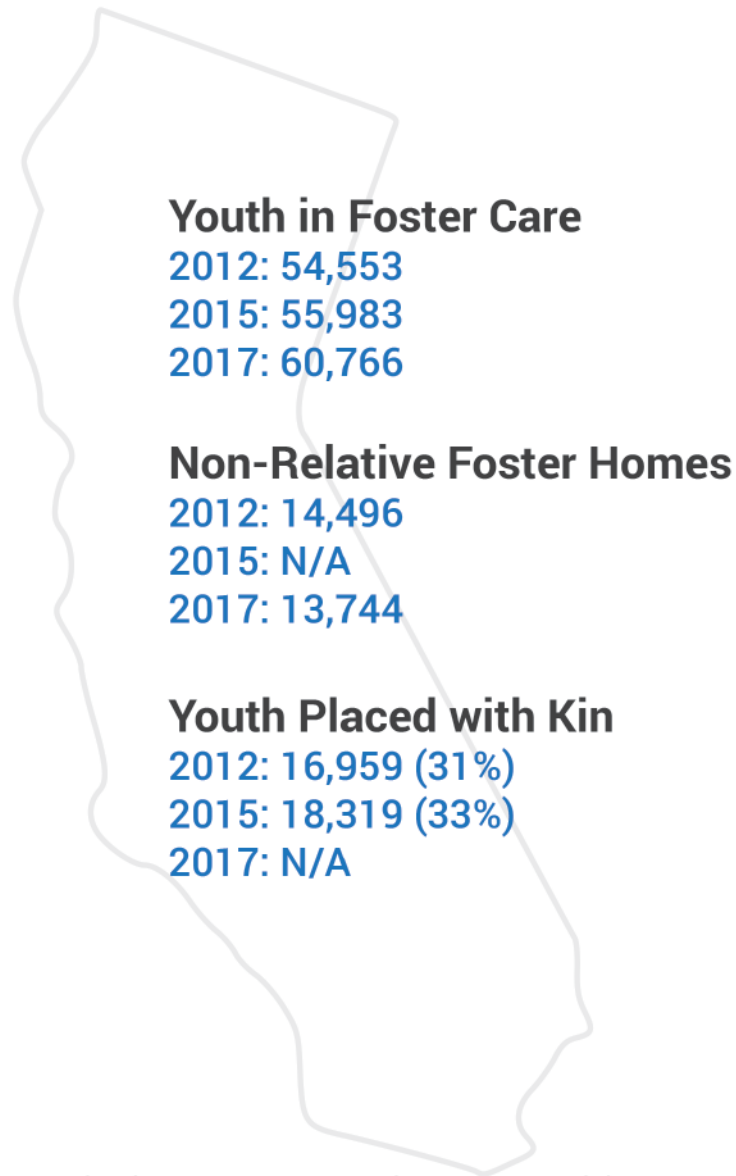 Youth in Foster Care
2012: 54,553
2015: 55,983
2017: 60,766
Non-Relative Foster Homes
2012: 14,496
2015: N/A
2017: 13,744
Youth Placed with Kin
2012: 16,959 (31%)
2015: 18,319 (33%)
2017: N/A